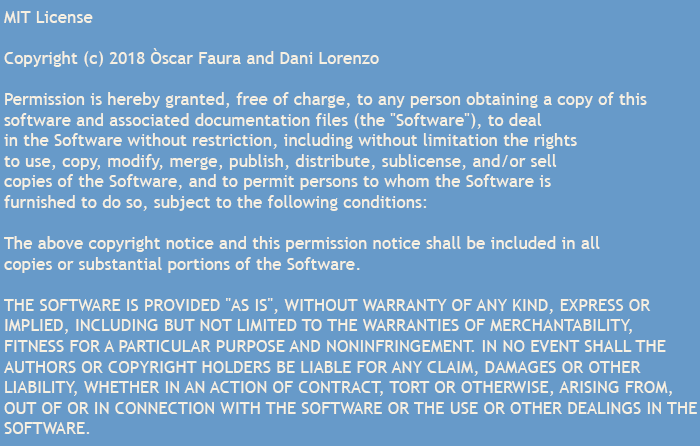 MIT License
Copyright (c) 2018 Òscar Faura and Dani Lorenzo
Permission is hereby granted, free of charge, to any person obtaining a copy of this
software and associated documentation files (the "Software"), to deal
in the Software without restriction, including without limitation the rights
to use, copy, modify, merge, publish, distribute, sublicense, and/or sell
copies of the Software, and to permit persons to whom the Software is
furnished to do so, subject to the following conditions:
The above copyright notice and this permission notice shall be included in all
copies or substantial portions of the Software.
THE SOFTWARE IS PROVIDED "AS IS", WITHOUT WARRANTY OF ANY KIND, EXPRESS OR
IMPLIED, INCLUDING BUT NOT LIMITED TO THE WARRANTIES OF MERCHANTABILITY,
FITNESS FOR A PARTICULAR PURPOSE AND NONINFRINGEMENT. IN NO EVENT SHALL THE
AUTHORS OR COPYRIGHT HOLDERS BE LIABLE FOR ANY CLAIM, DAMAGES OR OTHER
LIABILITY, WHETHER IN AN ACTION OF CONTRACT, TORT OR OTHERWISE, ARISING FROM,
OUT OF OR IN CONNECTION WITH THE SOFTWARE OR THE USE OR OTHER DEALINGS IN THE
SOFTWARE.